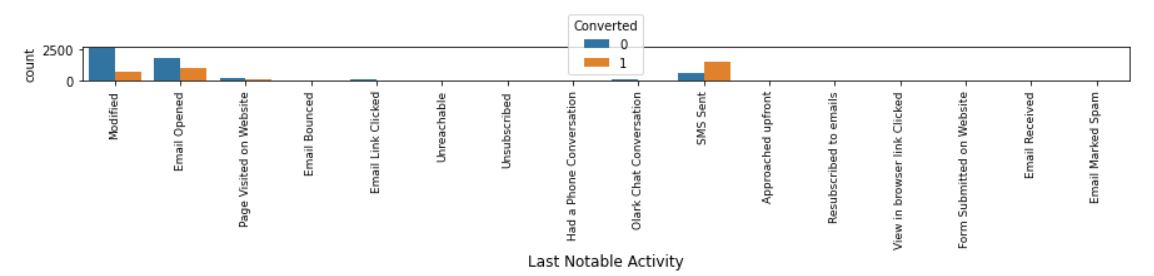 Converted
0
1
count
2500
0
Modified
Email Opened
Page Visited on Website
Email Bounced
Email Link Clicked
Unreachable
Unsubscribed
Had a Phone Conversation
Olark Chat Conversation
SMS Sent
Approached upfront
Resubscribed to emails
View in browser link Clicked
Form Submitted on Website
Email Received
Email Marked Spam
Last Notable Activity